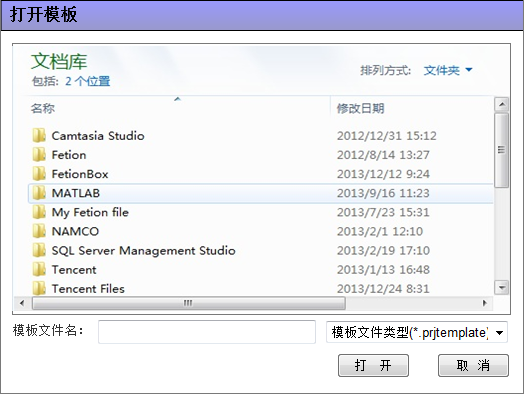 打开模板
文档库
包括: 2 个位置
排列方式: 文件夹
名称 修改日期
Camtasia Studio 2012/12/31 15:12
Fetion 2012/8/14 13:27
FetionBox 2013/12/12 9:24
MATLAB 2013/9/16 11:23
My Fetion file 2013/7/23 15:31
NAMCO 2013/2/1 12:10
SQL Server Management Studio 2013/2/19 17:10
Tencent 2013/1/13 16:48
Tencent Files 2013/12/24 8:31
模板文件名: 模板文件类型(*.prjtemplate)
打 开 取 消